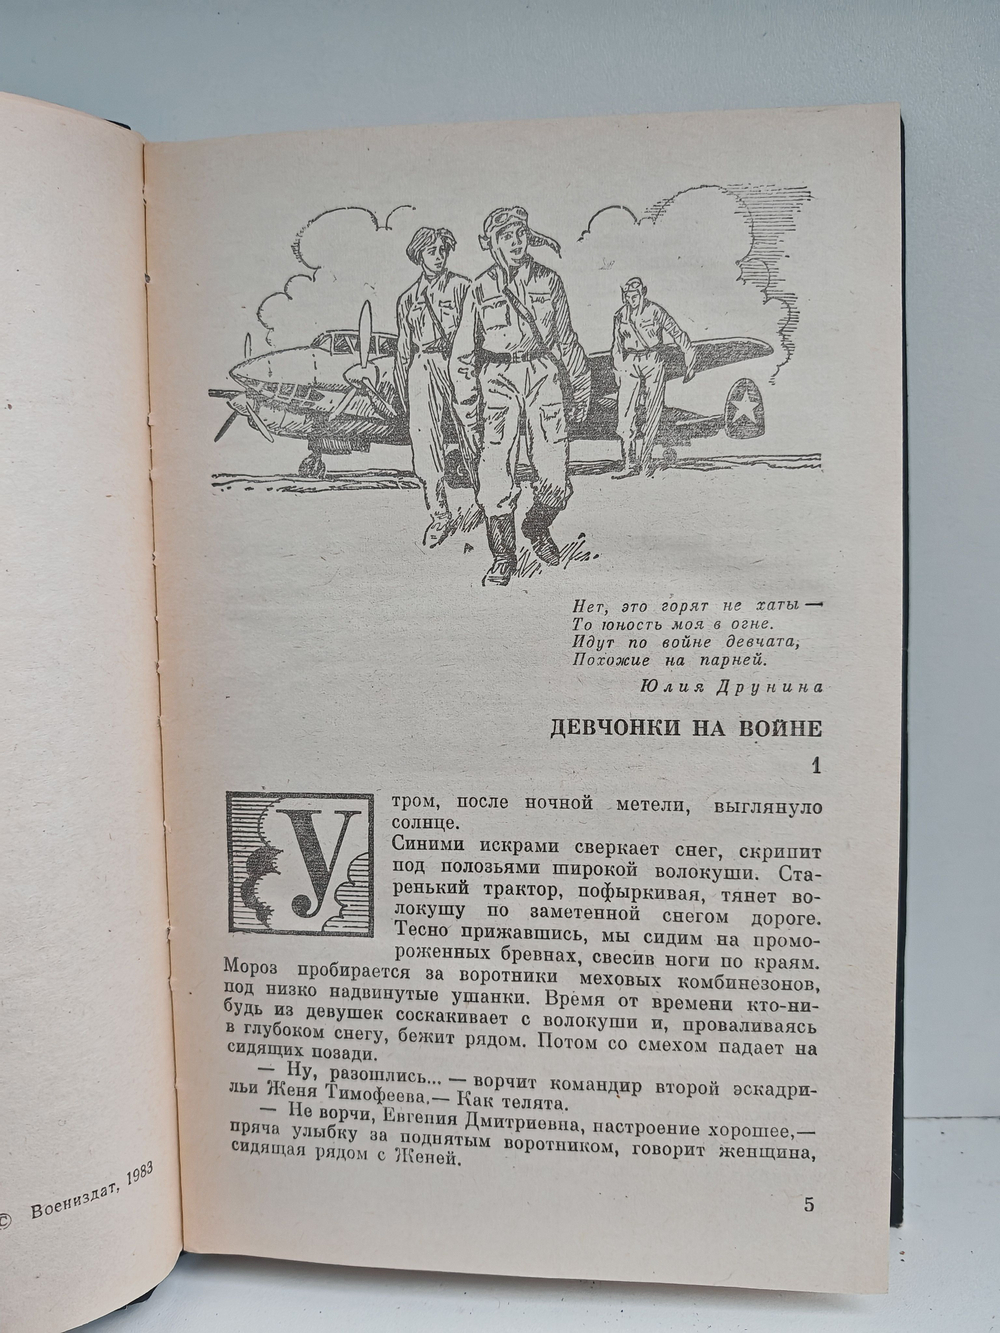 © Воениздат, 1983
Нет, это горят не хаты —
То юность моя в огне.
Идут по войне девчата,
Похожие на парней.
Юлия Друнина
ДЕВЧОНКИ НА ВОЙНЕ
1
Утром, после ночной метели, выглянуло
солнце.
Синими искрами сверкает снег, скрипит
под полозьями широкой волокуши. Ста-
ренький трактор, пофыркивая, тянет во-
локушу по заметенной снегом дороге.
Тесно прижавшись, мы сидим на промо-
роженных бревнах, свесив ноги по краям.
Мороз пробирается за воротники меховых комбинезонов,
под низко надвинутые ушанки. Время от времени кто-ни-
будь из девушек соскакивает с волокуши и, проваливаясь
в глубоком снегу, бежит рядом. Потом со смехом падает на
сидящих позади.
— Ну, разошлись... — ворчит командир второй эскадри-
льи Женя Тимофеева.— Как телята.
— Не ворчи, Евгения Дмитриевна, настроение хорошее,—
пряча улыбку за поднятым воротником, говорит женщина,
сидящая рядом с Женей.
5